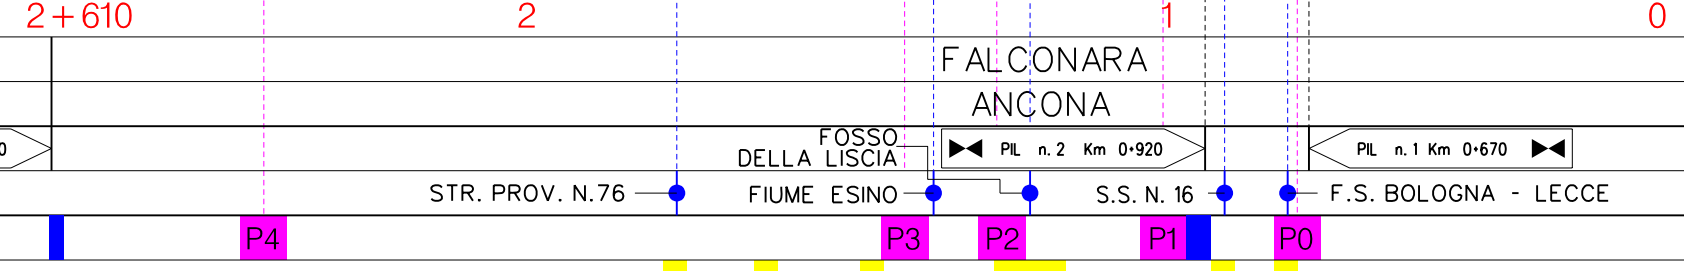 2+610 2 1 0
FALCONARA
ANCONA
0 FOSSO DELLA LISCIA PIL n. 2 Km 0+920 PIL n. 1 Km 0+670
STR. PROV. N.76 FIUME ESINO S.S. N. 16 F.S. BOLOGNA - LECCE
P4 P3 P2 P1 P0